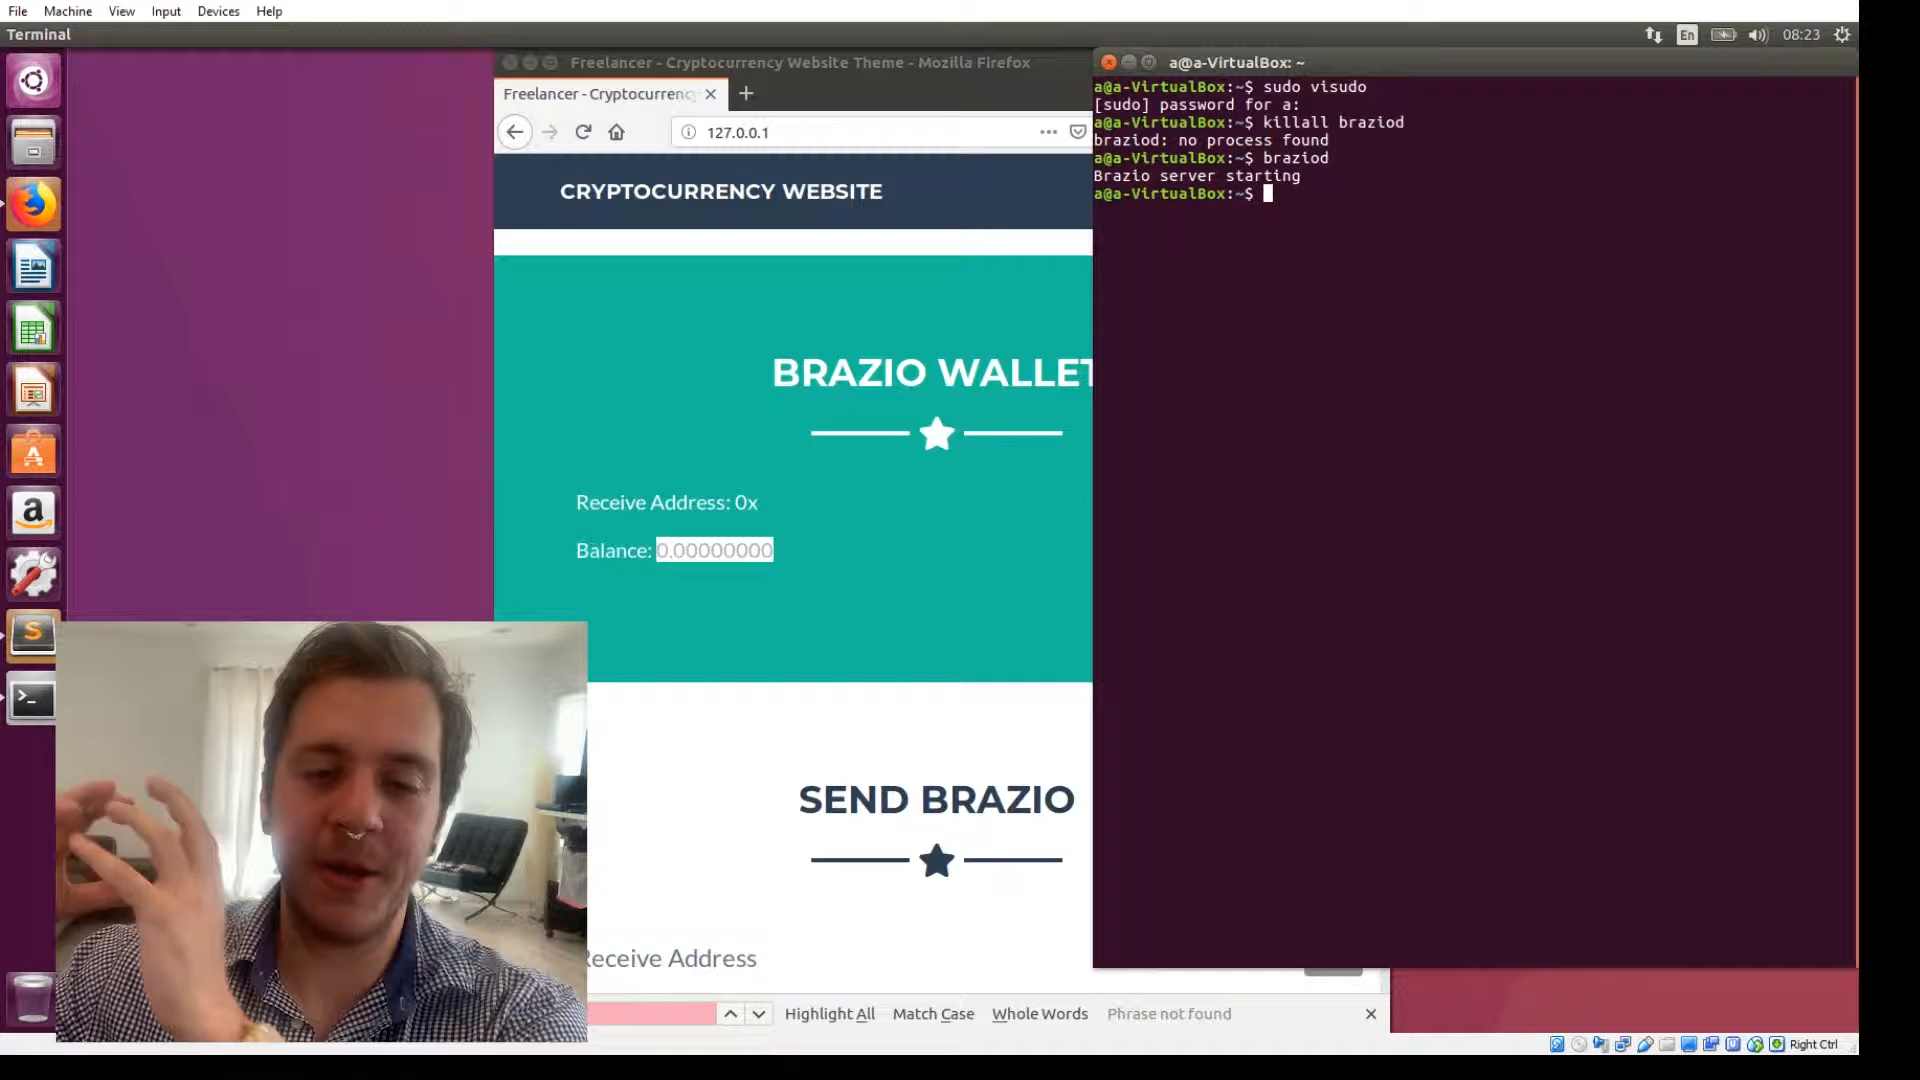 File Machine View Input Devices Help
Terminal
En
08:23
Freelancer - Cryptocurrency Website Theme - Mozilla Firefox
Freelancer - Cryptocurrency
127.0.0.1
CRYPTOCURRENCY WEBSITE
BRAZIO WALLET
Receive Address: 0x
Balance: 0.00000000
SEND BRAZIO
Receive Address
Highlight All Match Case Whole Words Phrase not found
a@a-VirtualBox: ~
a@a-VirtualBox:~$ sudo visudo
[sudo] password for a:
a@a-VirtualBox:~$ killall braziod
braziod: no process found
a@a-VirtualBox:~$ braziod
Brazio server starting
a@a-VirtualBox:~$
Right Ctrl